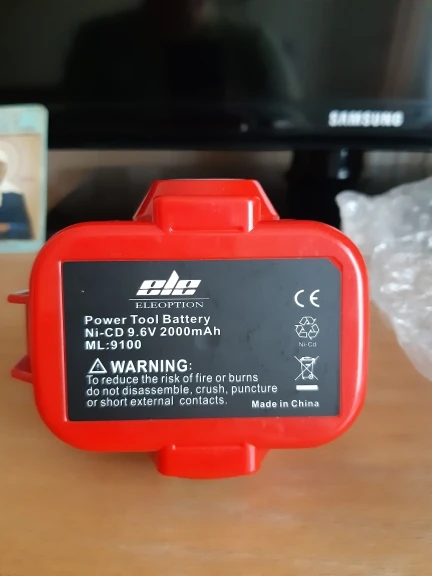 SAMSUNG
ele
ELEOPTION
Power Tool Battery
Ni-CD 9.6V 2000mAh
ML:9100
CE
Ni-Cd
WARNING:
To reduce the risk of fire or burns
do not disassemble, crush, puncture
or short external contacts.
Made in China